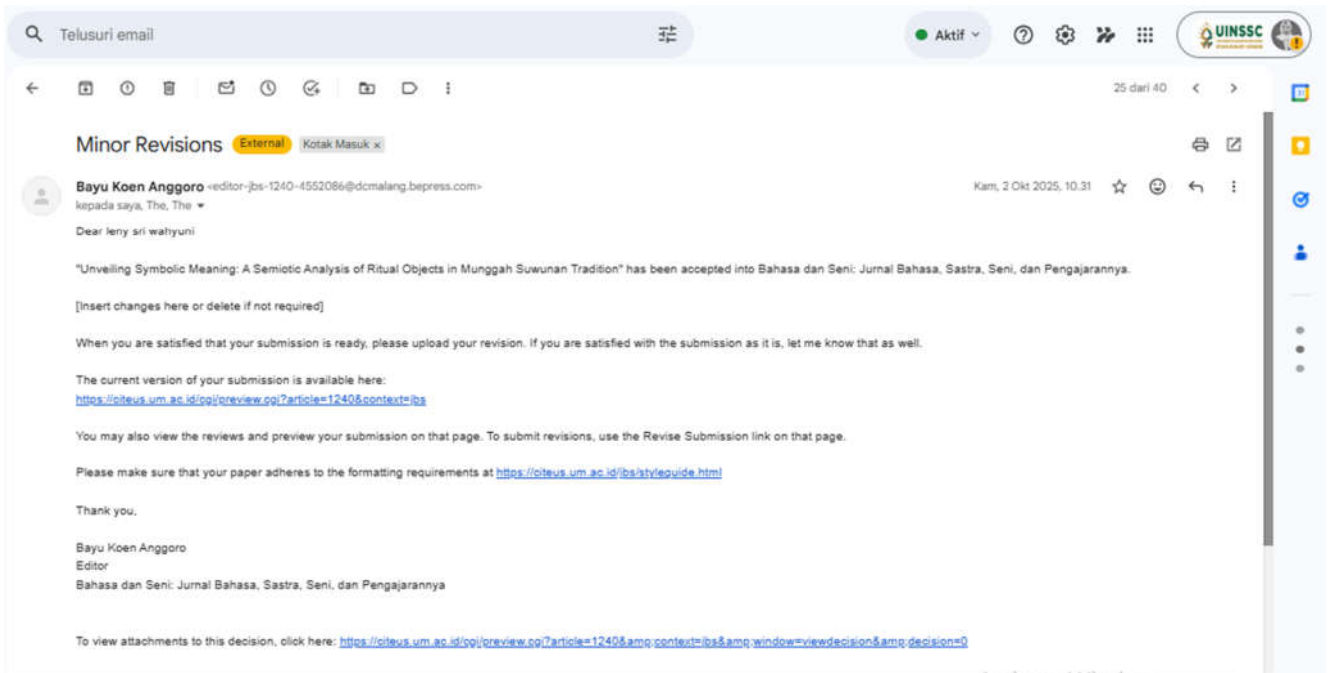 Telusuri email
Aktif
UINSSC
25 dari 40
Minor Revisions External Kotak Masuk x
Bayu Koen Anggoro <editor-jbs-1240-4552086@dcmalang.bepress.com>
Kam, 2 Okt 2025, 10.31
kepada saya, The, The
Dear leny sri wahyuni
"Unveiling Symbolic Meaning: A Semiotic Analysis of Ritual Objects in Munggah Suwunan Tradition" has been accepted into Bahasa dan Seni: Jurnal Bahasa, Sastra, Seni, dan Pengajarannya.
[Insert changes here or delete if not required]
When you are satisfied that your submission is ready, please upload your revision. If you are satisfied with the submission as it is, let me know that as well.
The current version of your submission is available here:
https://citeus.um.ac.id/cgi/preview.cgi?article=1240&context=jbs
You may also view the reviews and preview your submission on that page. To submit revisions, use the Revise Submission link on that page.
Please make sure that your paper adheres to the formatting requirements at https://citeus.um.ac.id/jbs/styleguide.html
Thank you,
Bayu Koen Anggoro
Editor
Bahasa dan Seni: Jurnal Bahasa, Sastra, Seni, dan Pengajarannya
To view attachments to this decision, click here: https://citeus.um.ac.id/cgi/preview.cgi?article=1240&amp;context=jbs&amp;window=viewdecision&amp;decision=0